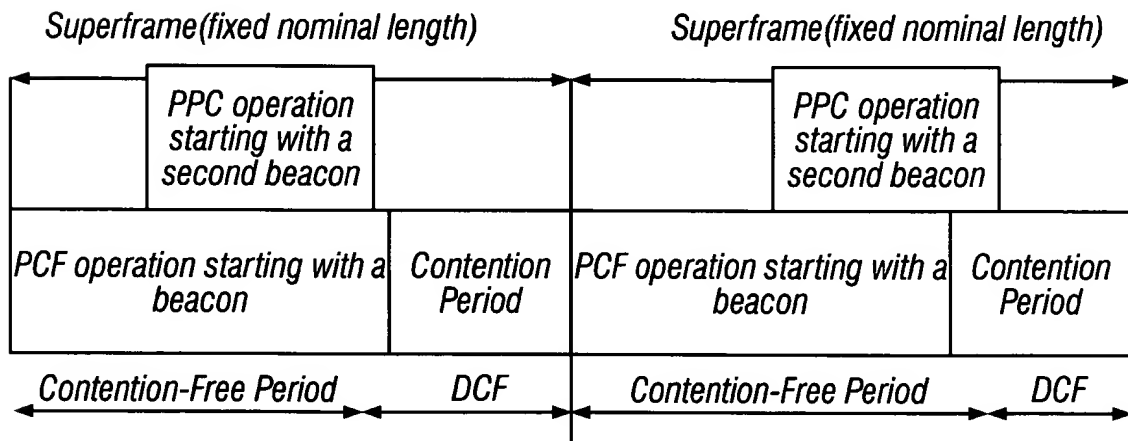 Superframe(fixed nominal length)
Superframe(fixed nominal length)
PPC operation
starting with a
second beacon
PPC operation
starting with a
second beacon
PCF operation starting with a
beacon
Contention
Period
PCF operation starting with a
beacon
Contention
Period
Contention-Free Period
DCF
Contention-Free Period
DCF